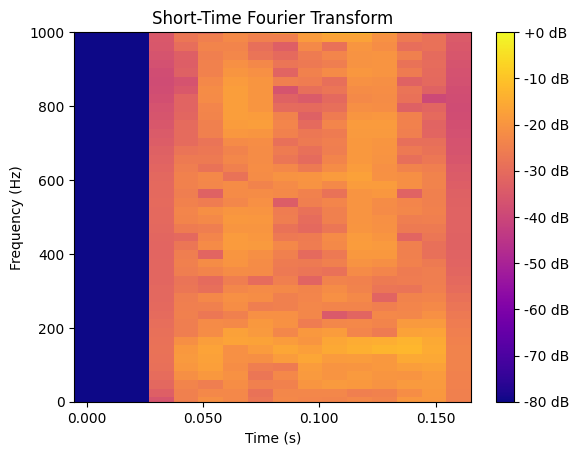 Short-Time Fourier Transform
Frequency (Hz)
1000
800
600
400
200
0
0.000
0.050
0.100
0.150
Time (s)
+0 dB
-10 dB
-20 dB
-30 dB
-40 dB
-50 dB
-60 dB
-70 dB
-80 dB